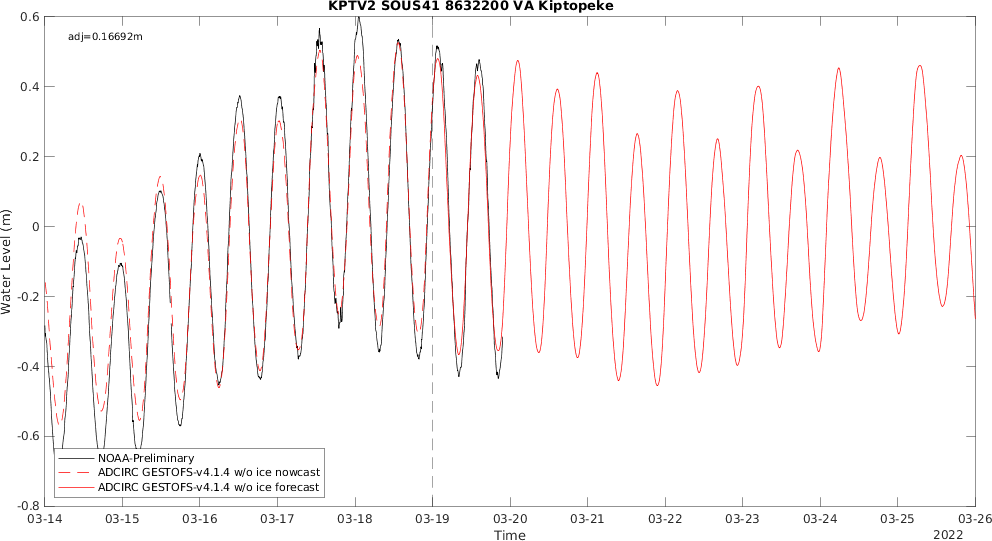 KPTV2 SOUS41 8632200 VA Kiptopeke
adj=0.16692m
0.6
0.4
0.2
0
-0.2
-0.4
-0.6
-0.8
Water Level (m)
NOAA-Preliminary
ADCIRC GESTOFS-v4.1.4 w/o ice nowcast
ADCIRC GESTOFS-v4.1.4 w/o ice forecast
03-14 03-15 03-16 03-17 03-18 03-19 03-20 03-21 03-22 03-23 03-24 03-25 03-26
Time
2022